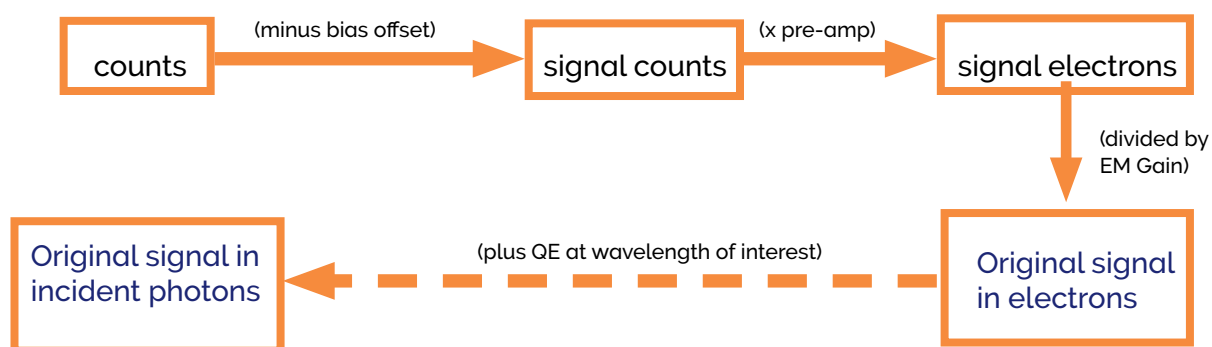 (minus bias offset)
(x pre-amp)
counts
signal counts
signal electrons
(divided by
EM Gain)
(plus QE at wavelength of interest)
Original signal in
incident photons
Original signal
in electrons